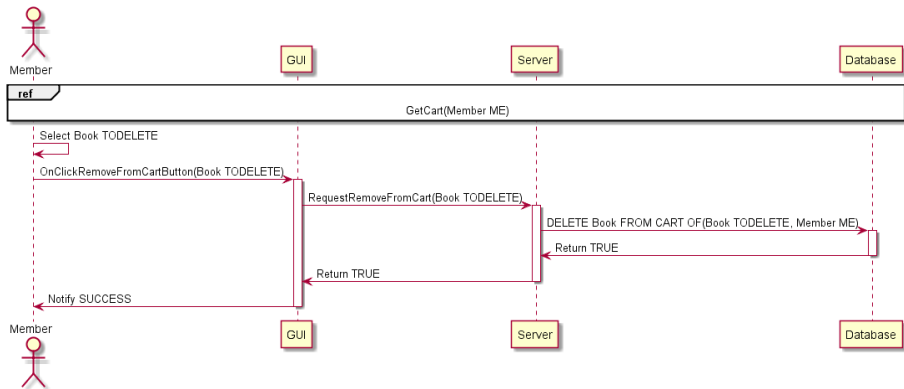 Member
GUI
Server
Database
ref
GetCart(Member ME)
Select Book TODELETE
OnClickRemoveFromCartButton(Book TODELETE)
RequestRemoveFromCart(Book TODELETE)
DELETE Book FROM CART OF(Book TODELETE, Member ME)
Return TRUE
Return TRUE
Notify SUCCESS
Member
GUI
Server
Database